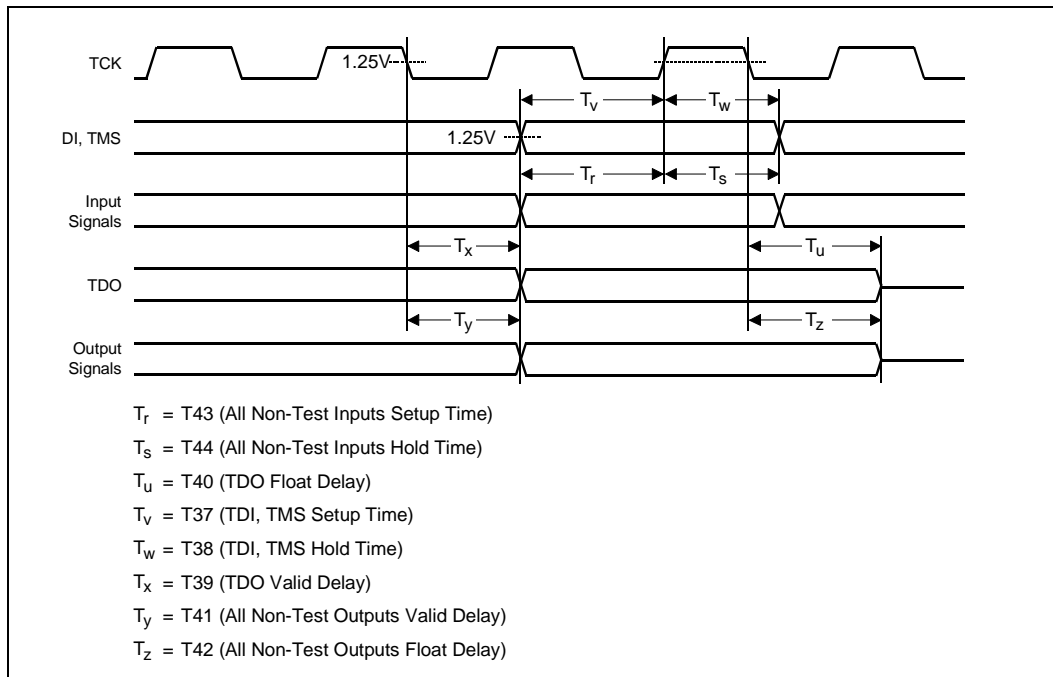 TCK
1.25V
Tv
Tw
DI, TMS
1.25V
Tr
Ts
Input
Signals
Tx
Tu
TDO
Ty
Tz
Output
Signals
Tr = T43 (All Non-Test Inputs Setup Time)
Ts = T44 (All Non-Test Inputs Hold Time)
Tu = T40 (TDO Float Delay)
Tv = T37 (TDI, TMS Setup Time)
Tw = T38 (TDI, TMS Hold Time)
Tx = T39 (TDO Valid Delay)
Ty = T41 (All Non-Test Outputs Valid Delay)
Tz = T42 (All Non-Test Outputs Float Delay)